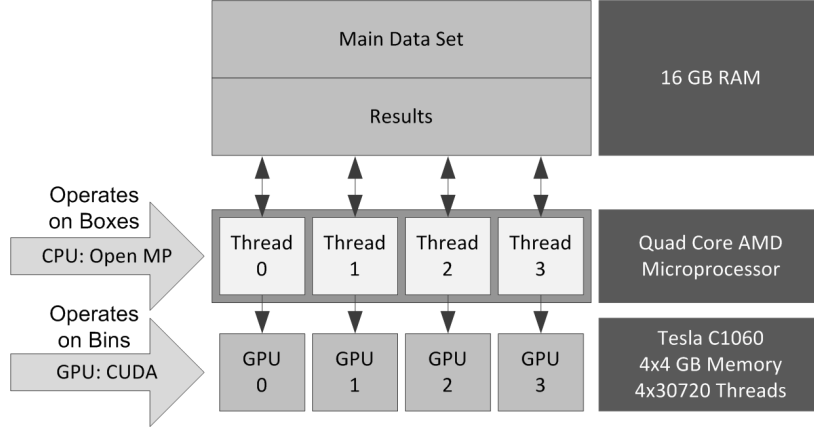 Main Data Set
16 GB RAM
Results
Operates
on Boxes
CPU: Open MP
Thread
0
Thread
1
Thread
2
Thread
3
Quad Core AMD
Microprocessor
Operates
on Bins
GPU: CUDA
GPU
0
GPU
1
GPU
2
GPU
3
Tesla C1060
4x4 GB Memory
4x30720 Threads